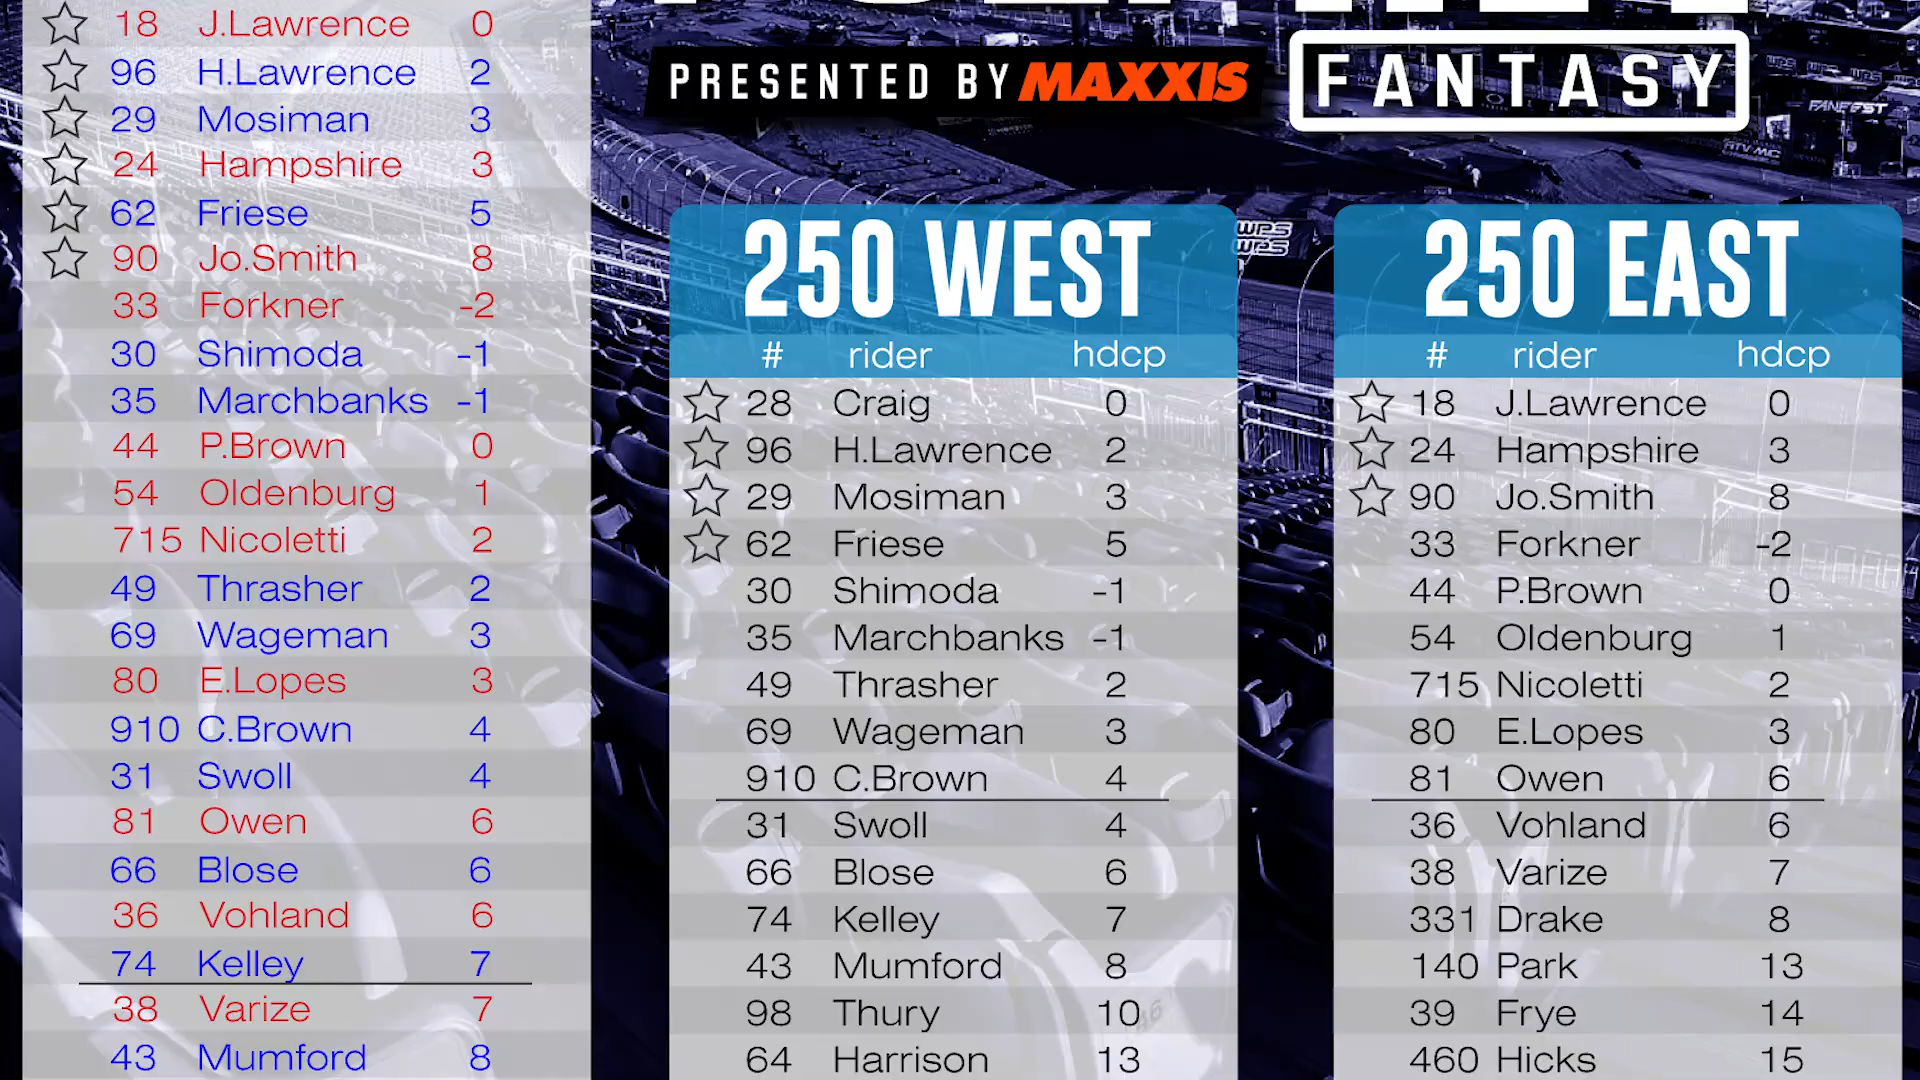 18 J.Lawrence 0
96 H.Lawrence 2
29 Mosiman 3
24 Hampshire 3
62 Friese 5
90 Jo.Smith 8
33 Forkner -2
30 Shimoda -1
35 Marchbanks -1
44 P.Brown 0
54 Oldenburg 1
715 Nicoletti 2
49 Thrasher 2
69 Wageman 3
80 E.Lopes 3
910 C.Brown 4
31 Swoll 4
81 Owen 6
66 Blose 6
36 Vohland 6
74 Kelley 7
38 Varize 7
43 Mumford 8
PRESENTED BY MAXXIS
FANTASY
FANFEST
WPS
WPS
250 WEST
# rider hdcp
28 Craig 0
96 H.Lawrence 2
29 Mosiman 3
62 Friese 5
30 Shimoda -1
35 Marchbanks -1
49 Thrasher 2
69 Wageman 3
910 C.Brown 4
31 Swoll 4
66 Blose 6
74 Kelley 7
43 Mumford 8
98 Thury 10
64 Harrison 13
250 EAST
# rider hdcp
18 J.Lawrence 0
24 Hampshire 3
90 Jo.Smith 8
33 Forkner -2
44 P.Brown 0
54 Oldenburg 1
715 Nicoletti 2
80 E.Lopes 3
81 Owen 6
36 Vohland 6
38 Varize 7
331 Drake 8
140 Park 13
39 Frye 14
460 Hicks 15